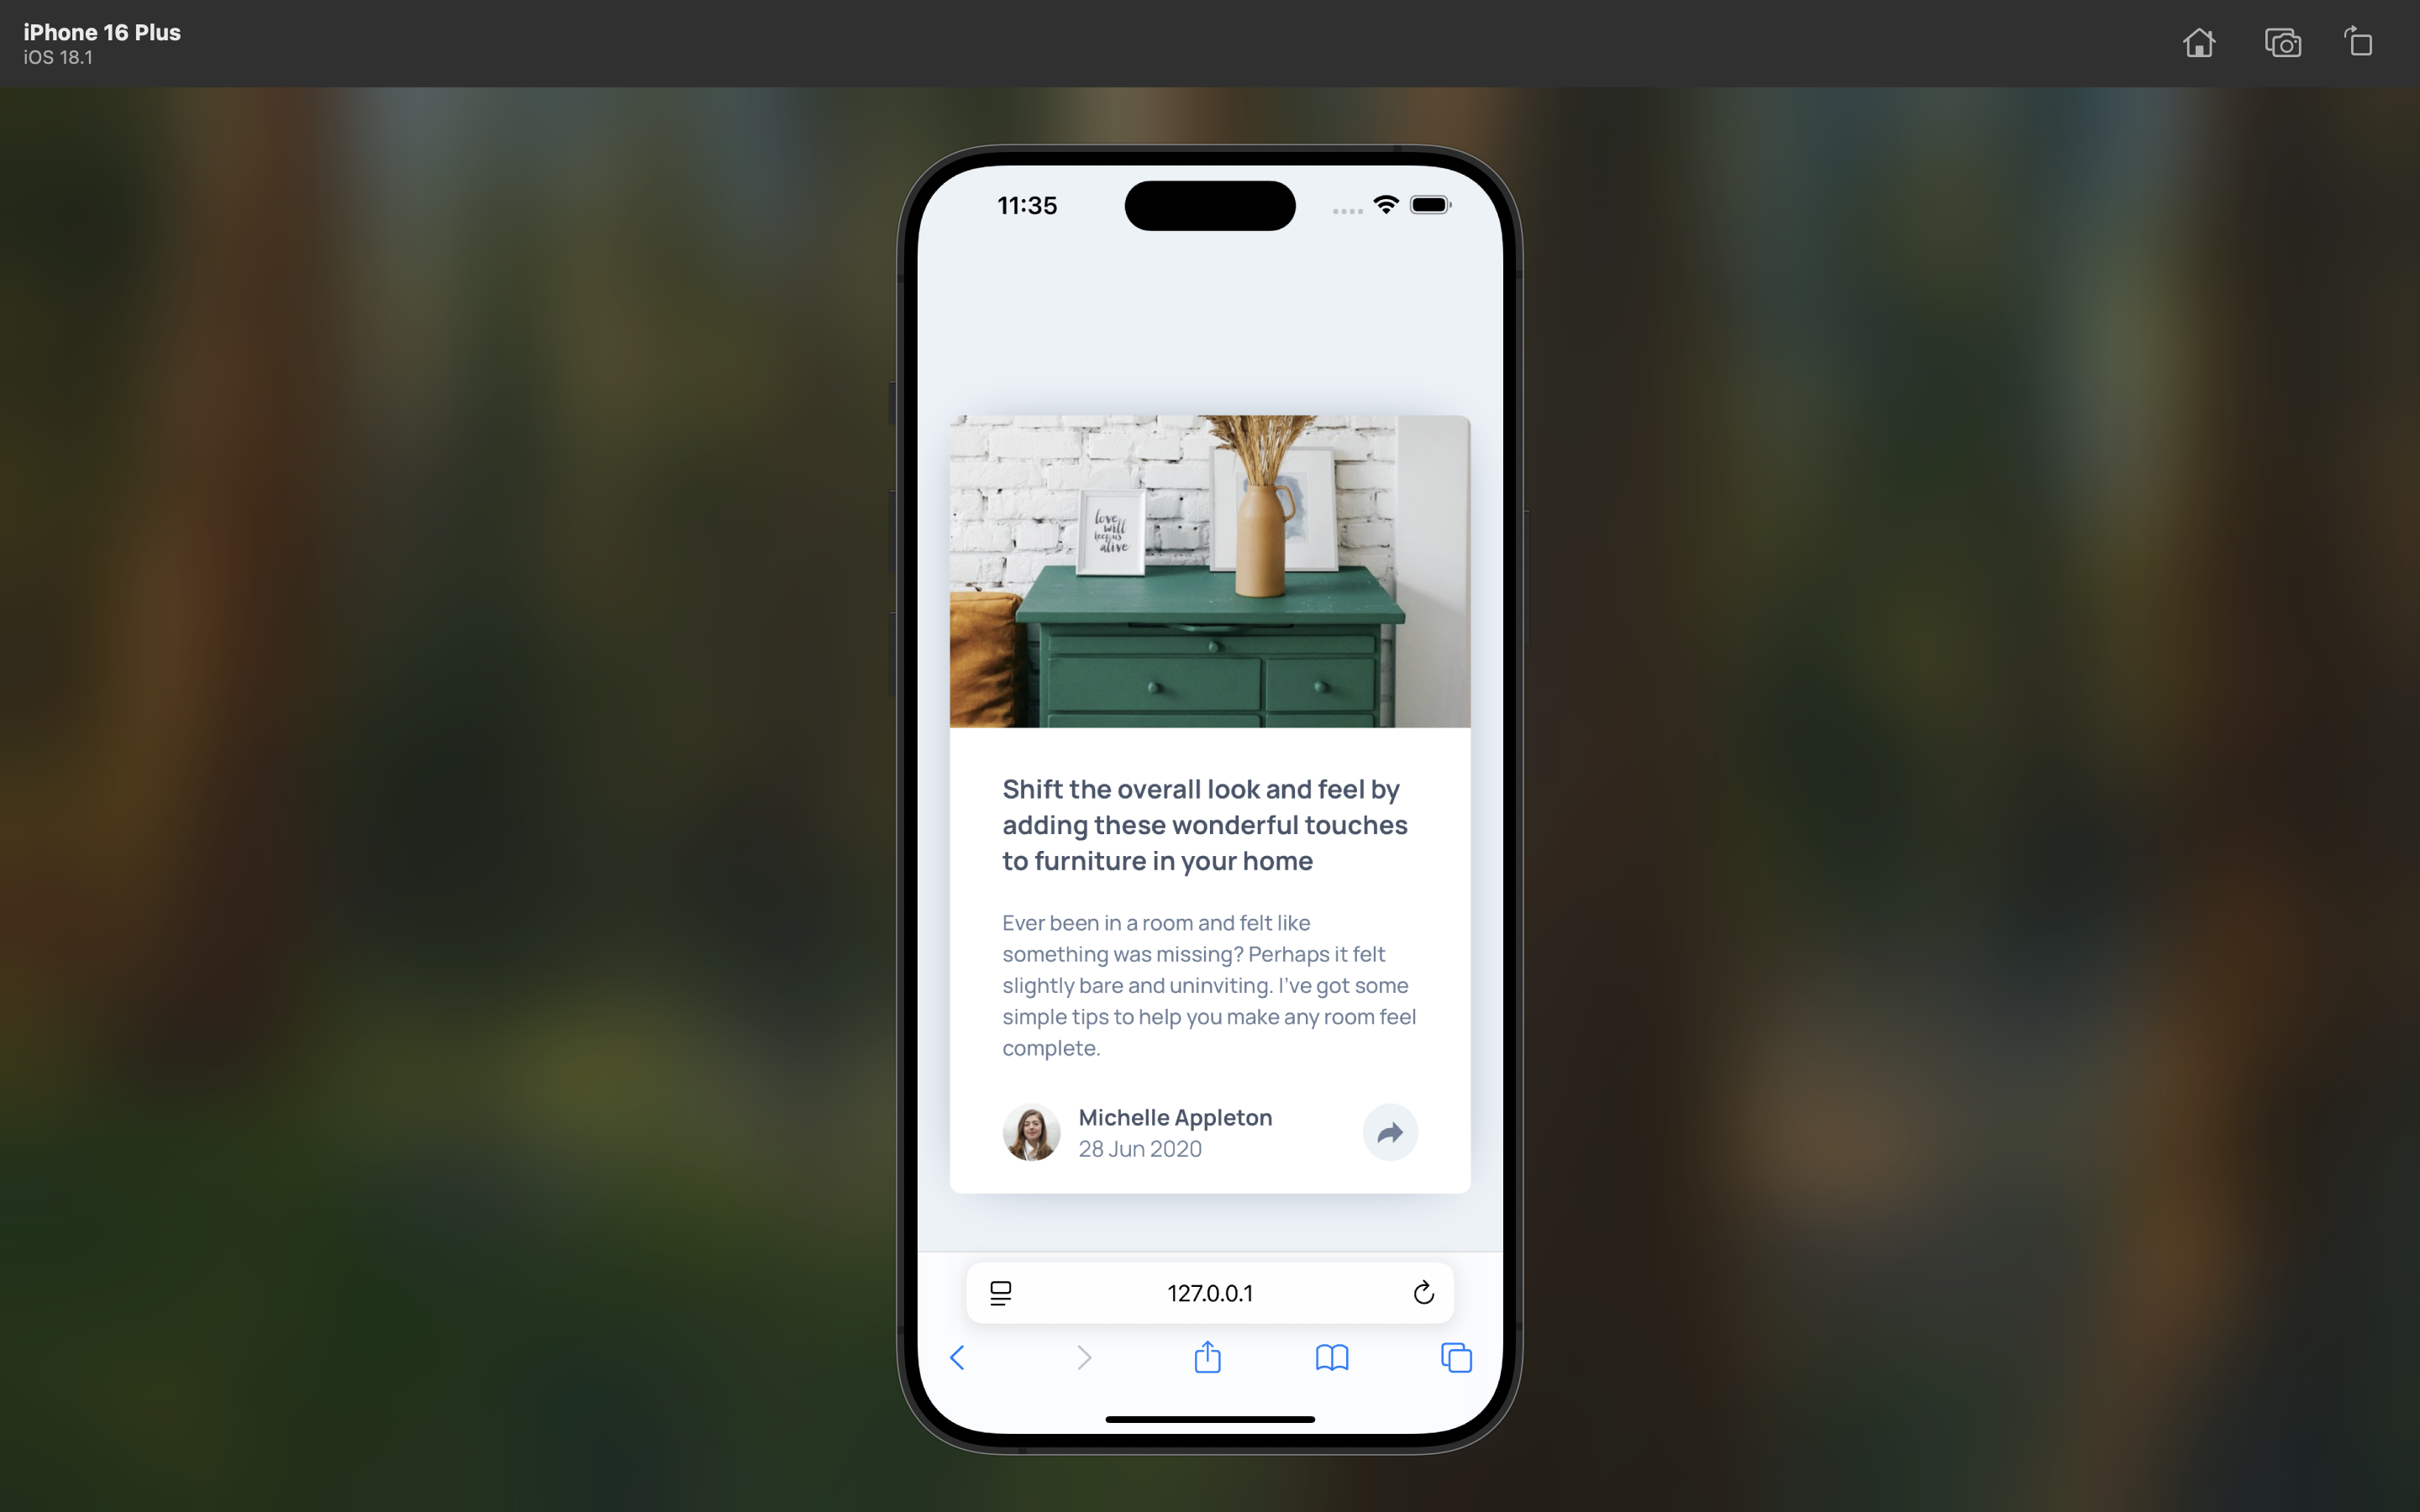 iPhone 16 Plus
iOS 18.1
11:35
love
will
keep us
alive
Shift the overall look and feel by
adding these wonderful touches
to furniture in your home
Ever been in a room and felt like
something was missing? Perhaps it felt
slightly bare and uninviting. I’ve got some
simple tips to help you make any room feel
complete.
Michelle Appleton
28 Jun 2020
127.0.0.1